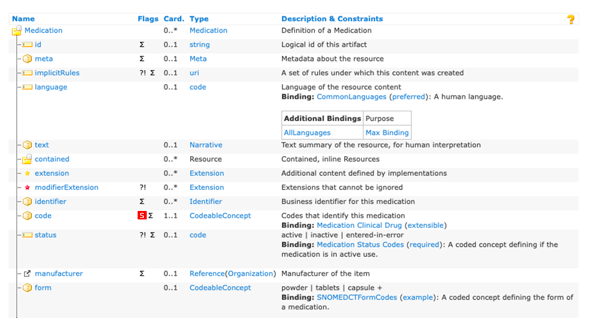 Name Flags Card. Type Description & Constraints ?
Medication 0..* Medication Definition of a Medication
id Σ 0..1 string Logical id of this artifact
meta Σ 0..1 Meta Metadata about the resource
implicitRules ?! Σ 0..1 uri A set of rules under which this content was created
language 0..1 code Language of the resource content
Binding: CommonLanguages (preferred): A human language.
Additional Bindings Purpose
AllLanguages Max Binding
text 0..1 Narrative Text summary of the resource, for human interpretation
contained 0..* Resource Contained, inline Resources
extension 0..* Extension Additional content defined by implementations
modifierExtension ?! 0..* Extension Extensions that cannot be ignored
identifier Σ 0..* Identifier Business identifier for this medication
code S Σ 1..1 CodeableConcept Codes that identify this medication
Binding: Medication Clinical Drug (extensible)
status ?! Σ 0..1 code active | inactive | entered-in-error
Binding: Medication Status Codes (required): A coded concept defining if the
medication is in active use.
manufacturer Σ 0..1 Reference(Organization) Manufacturer of the item
form 0..1 CodeableConcept powder | tablets | capsule +
Binding: SNOMEDCTFormCodes (example): A coded concept defining the form of
a medication.